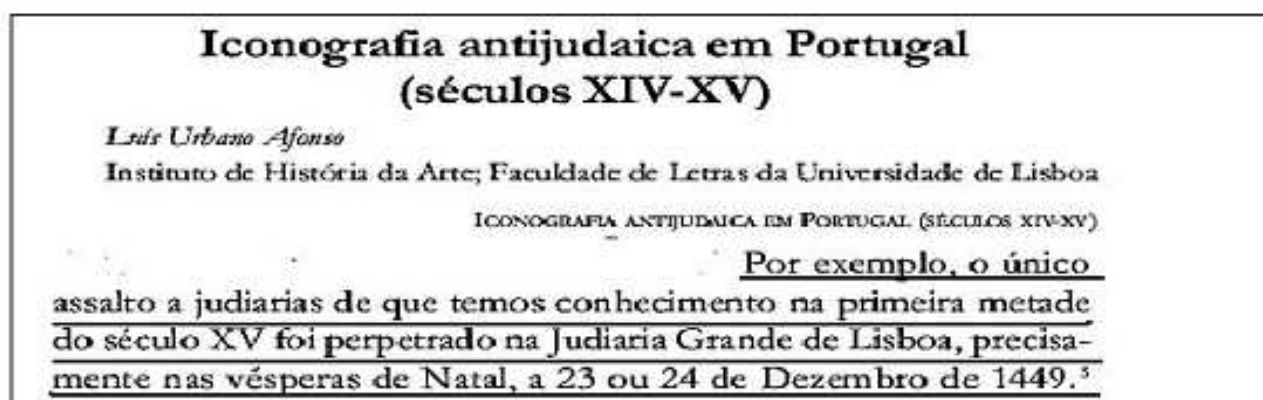 Iconografia antijudaica em Portugal
(séculos XIV-XV)
Luís Urbano Afonso
Instituto de História da Arte; Faculdade de Letras da Universidade de Lisboa
ICONOGRAFIA ANTIJUDAICA EM PORTUGAL (SÉCULOS XIV-XV)
Por exemplo, o único
assalto a judiarias de que temos conhecimento na primeira metade
do século XV foi perpetrado na Judiaria Grande de Lisboa, precisa-
mente nas vésperas de Natal, a 23 ou 24 de Dezembro de 1449.⁵